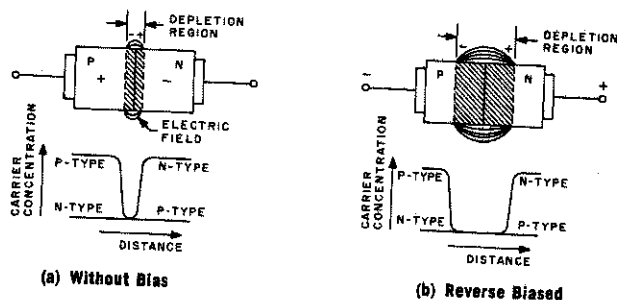 DEPLETION
REGION
- +
P
N
+
-
ELECTRIC
FIELD
CARRIER
CONCENTRATION
P-TYPE
N-TYPE
N-TYPE
P-TYPE
DISTANCE
(a) Without Bias
DEPLETION
REGION
- +
P
N
-
+
CARRIER
CONCENTRATION
P-TYPE
N-TYPE
N-TYPE
P-TYPE
DISTANCE
(b) Reverse Biased